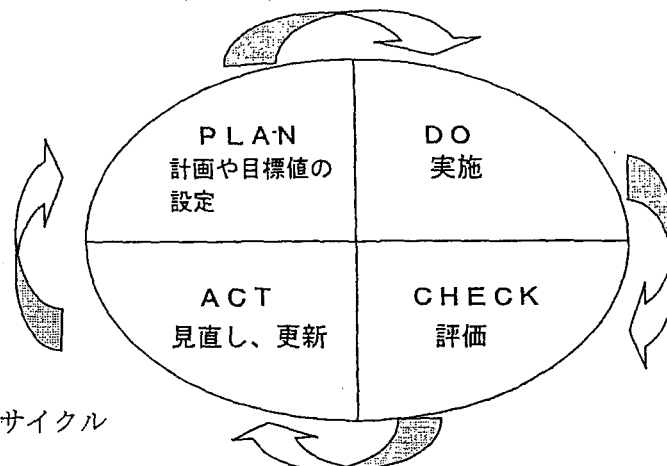 PLAN
計画や目標値の
設定
DO
実施
ACT
見直し、更新
CHECK
評価
サイクル